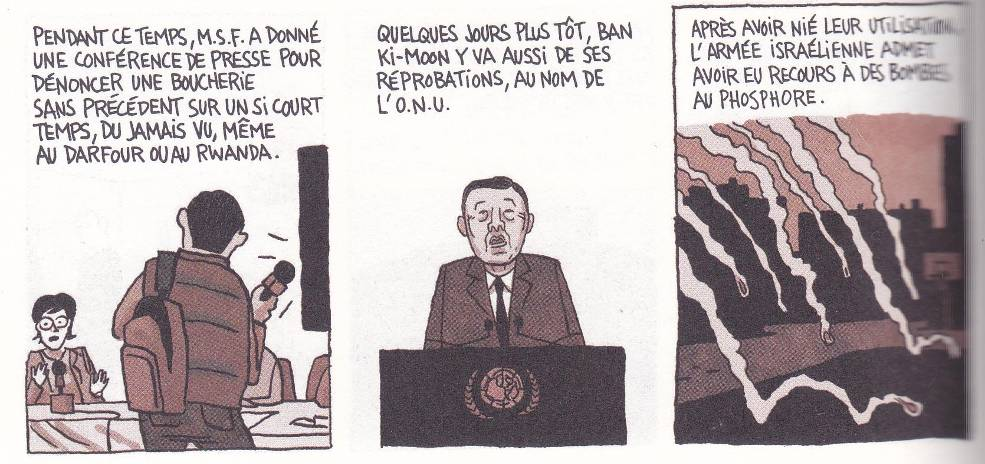 PENDANT CE TEMPS, M.S.F. A DONNÉ
UNE CONFÉRENCE DE PRESSE POUR
DÉNONCER UNE BOUCHERIE
SANS PRÉCÉDENT SUR UN SI COURT
TEMPS, DU JAMAIS VU, MÊME
AU DARFOUR OU AU RWANDA.
QUELQUES JOURS PLUS TÔT, BAN
KI-MOON Y VA AUSSI DE SES
RÉPROBATIONS, AU NOM DE
L'O.N.U.
APRÈS AVOIR NIÉ LEUR UTILISATION,
L'ARMÉE ISRAÉLIENNE ADMET
AVOIR EU RECOURS À DES BOMBES
AU PHOSPHORE.